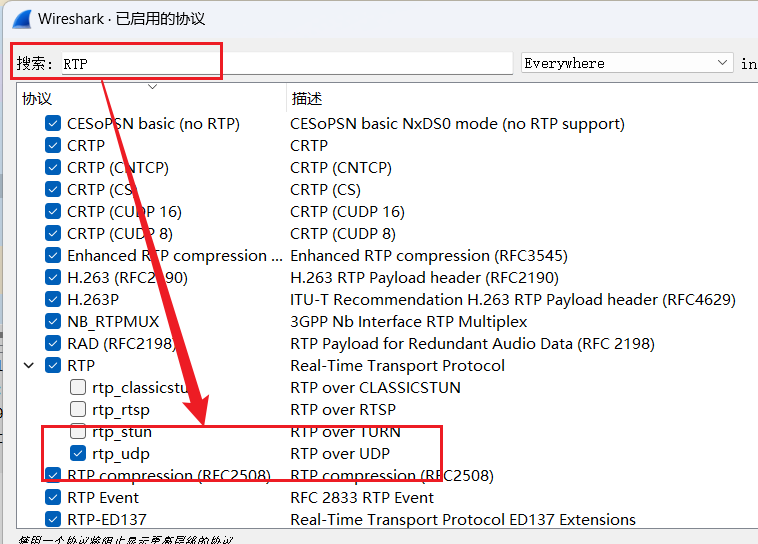 Wireshark · 已启用的协议
搜索: RTP Everywhere in
协议 描述
CESoPSN basic (no RTP) CESoPSN basic NxDS0 mode (no RTP support)
CRTP CRTP
CRTP (CNTCP) CRTP (CNTCP)
CRTP (CS) CRTP (CS)
CRTP (CUDP 16) CRTP (CUDP 16)
CRTP (CUDP 8) CRTP (CUDP 8)
Enhanced RTP compression ... Enhanced RTP compression (RFC3545)
H.263 (RFC2190) H.263 RTP Payload header (RFC2190)
H.263P ITU-T Recommendation H.263 RTP Payload header (RFC4629)
NB_RTPMUX 3GPP Nb Interface RTP Multiplex
RAD (RFC2198) RTP Payload for Redundant Audio Data (RFC 2198)
RTP Real-Time Transport Protocol
rtp_classicstun RTP over CLASSICSTUN
rtp_rtsp RTP over RTSP
rtp_stun RTP over TURN
rtp_udp RTP over UDP
RTP compression (RFC2508) RTP compression (RFC2508)
RTP Event RFC 2833 RTP Event
RTP-ED137 Real-Time Transport Protocol ED137 Extensions